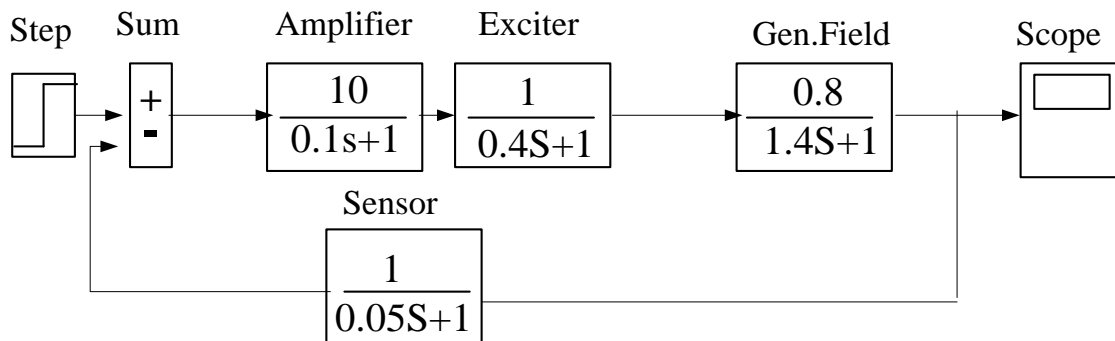 Step
Sum
Amplifier
Exciter
Gen.Field
Scope
+
-
10
0.1s+1
1
0.4S+1
0.8
1.4S+1
Sensor
1
0.05S+1